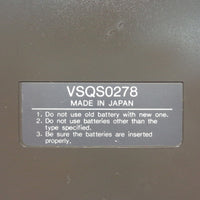 VSQS0278
MADE IN JAPAN
1. Do not use old battery with new one.
2. Do not use batteries other than the
type specified.
3. Be sure the batteries are inserted
properly.